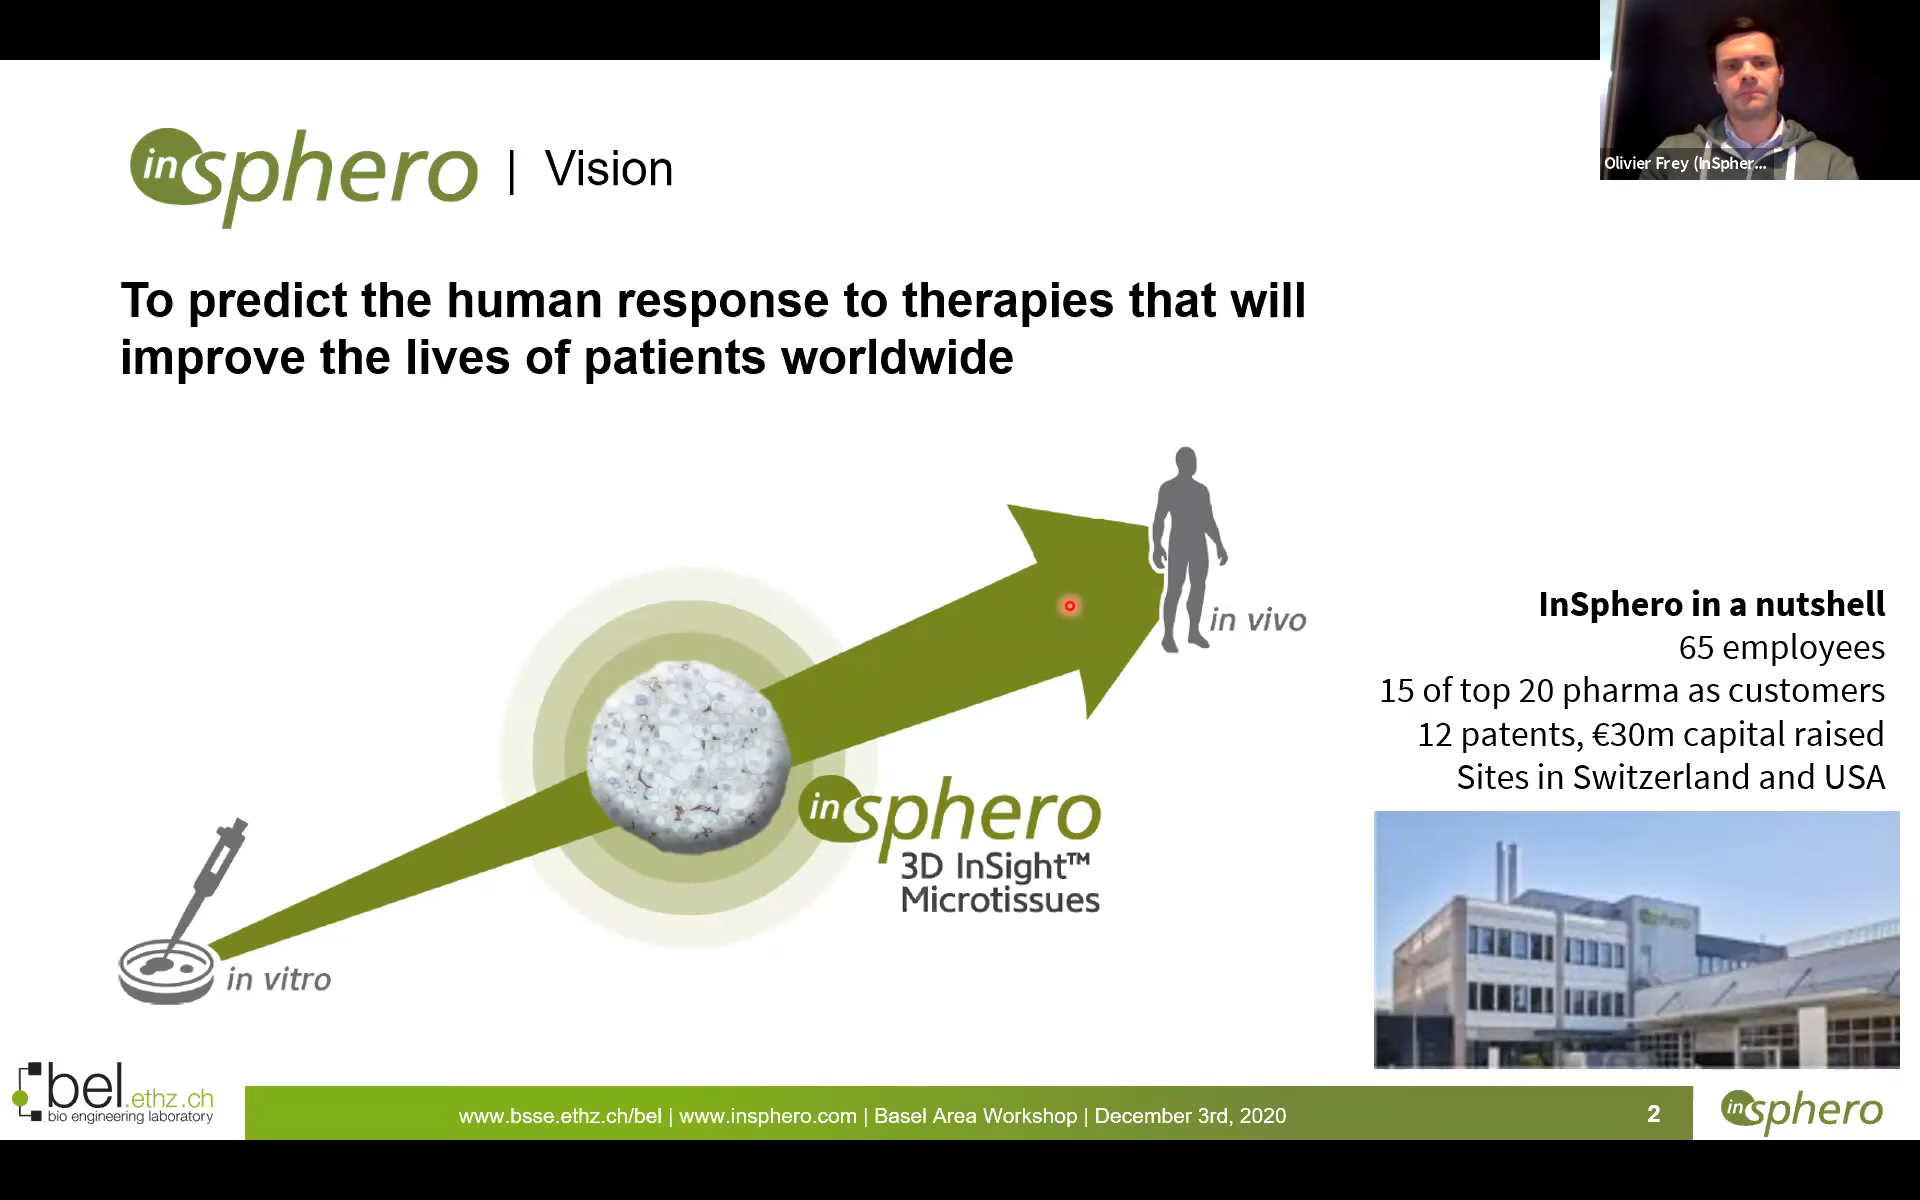 Olivier Frey (InSpher...
insphero | Vision
To predict the human response to therapies that will
improve the lives of patients worldwide
in vivo
InSphero in a nutshell
65 employees
15 of top 20 pharma as customers
12 patents, €30m capital raised
Sites in Switzerland and USA
insphero
3D InSight™
Microtissues
insphero
in vitro
bel.ethz.ch
bio engineering laboratory
www.bsse.ethz.ch/bel | www.insphero.com | Basel Area Workshop | December 3rd, 2020
2
insphero